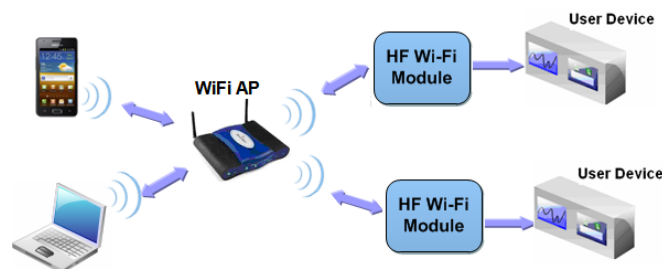 User Device
HF Wi-Fi
Module
WiFi AP
User Device
HF Wi-Fi
Module